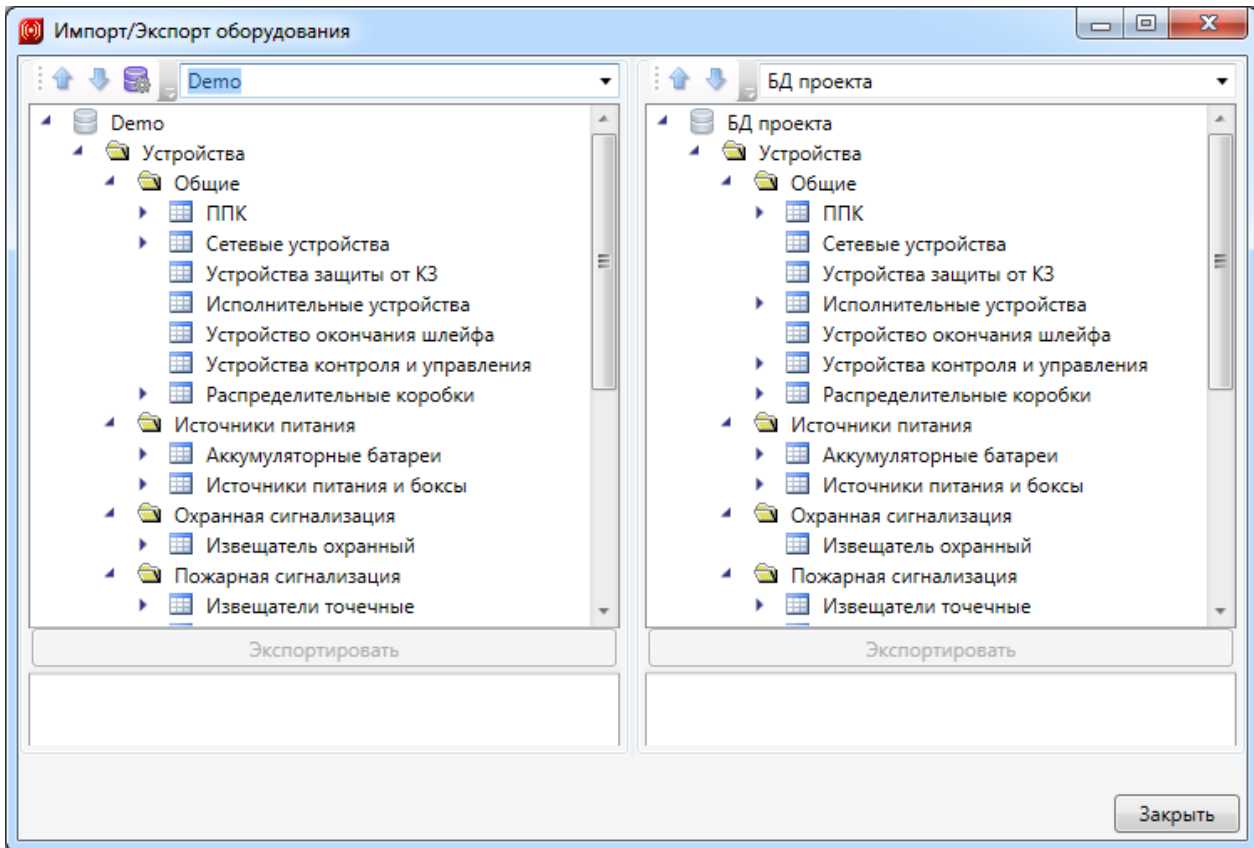 Импорт/Экспорт оборудования
Demo
Demo
Устройства
Общие
ППК
Сетевые устройства
Устройства защиты от КЗ
Исполнительные устройства
Устройство окончания шлейфа
Устройства контроля и управления
Распределительные коробки
Источники питания
Аккумуляторные батареи
Источники питания и боксы
Охранная сигнализация
Извещатель охранный
Пожарная сигнализация
Извещатели точечные
Экспортировать
БД проекта
БД проекта
Устройства
Общие
ППК
Сетевые устройства
Устройства защиты от КЗ
Исполнительные устройства
Устройство окончания шлейфа
Устройства контроля и управления
Распределительные коробки
Источники питания
Аккумуляторные батареи
Источники питания и боксы
Охранная сигнализация
Извещатель охранный
Пожарная сигнализация
Извещатели точечные
Экспортировать
Закрыть